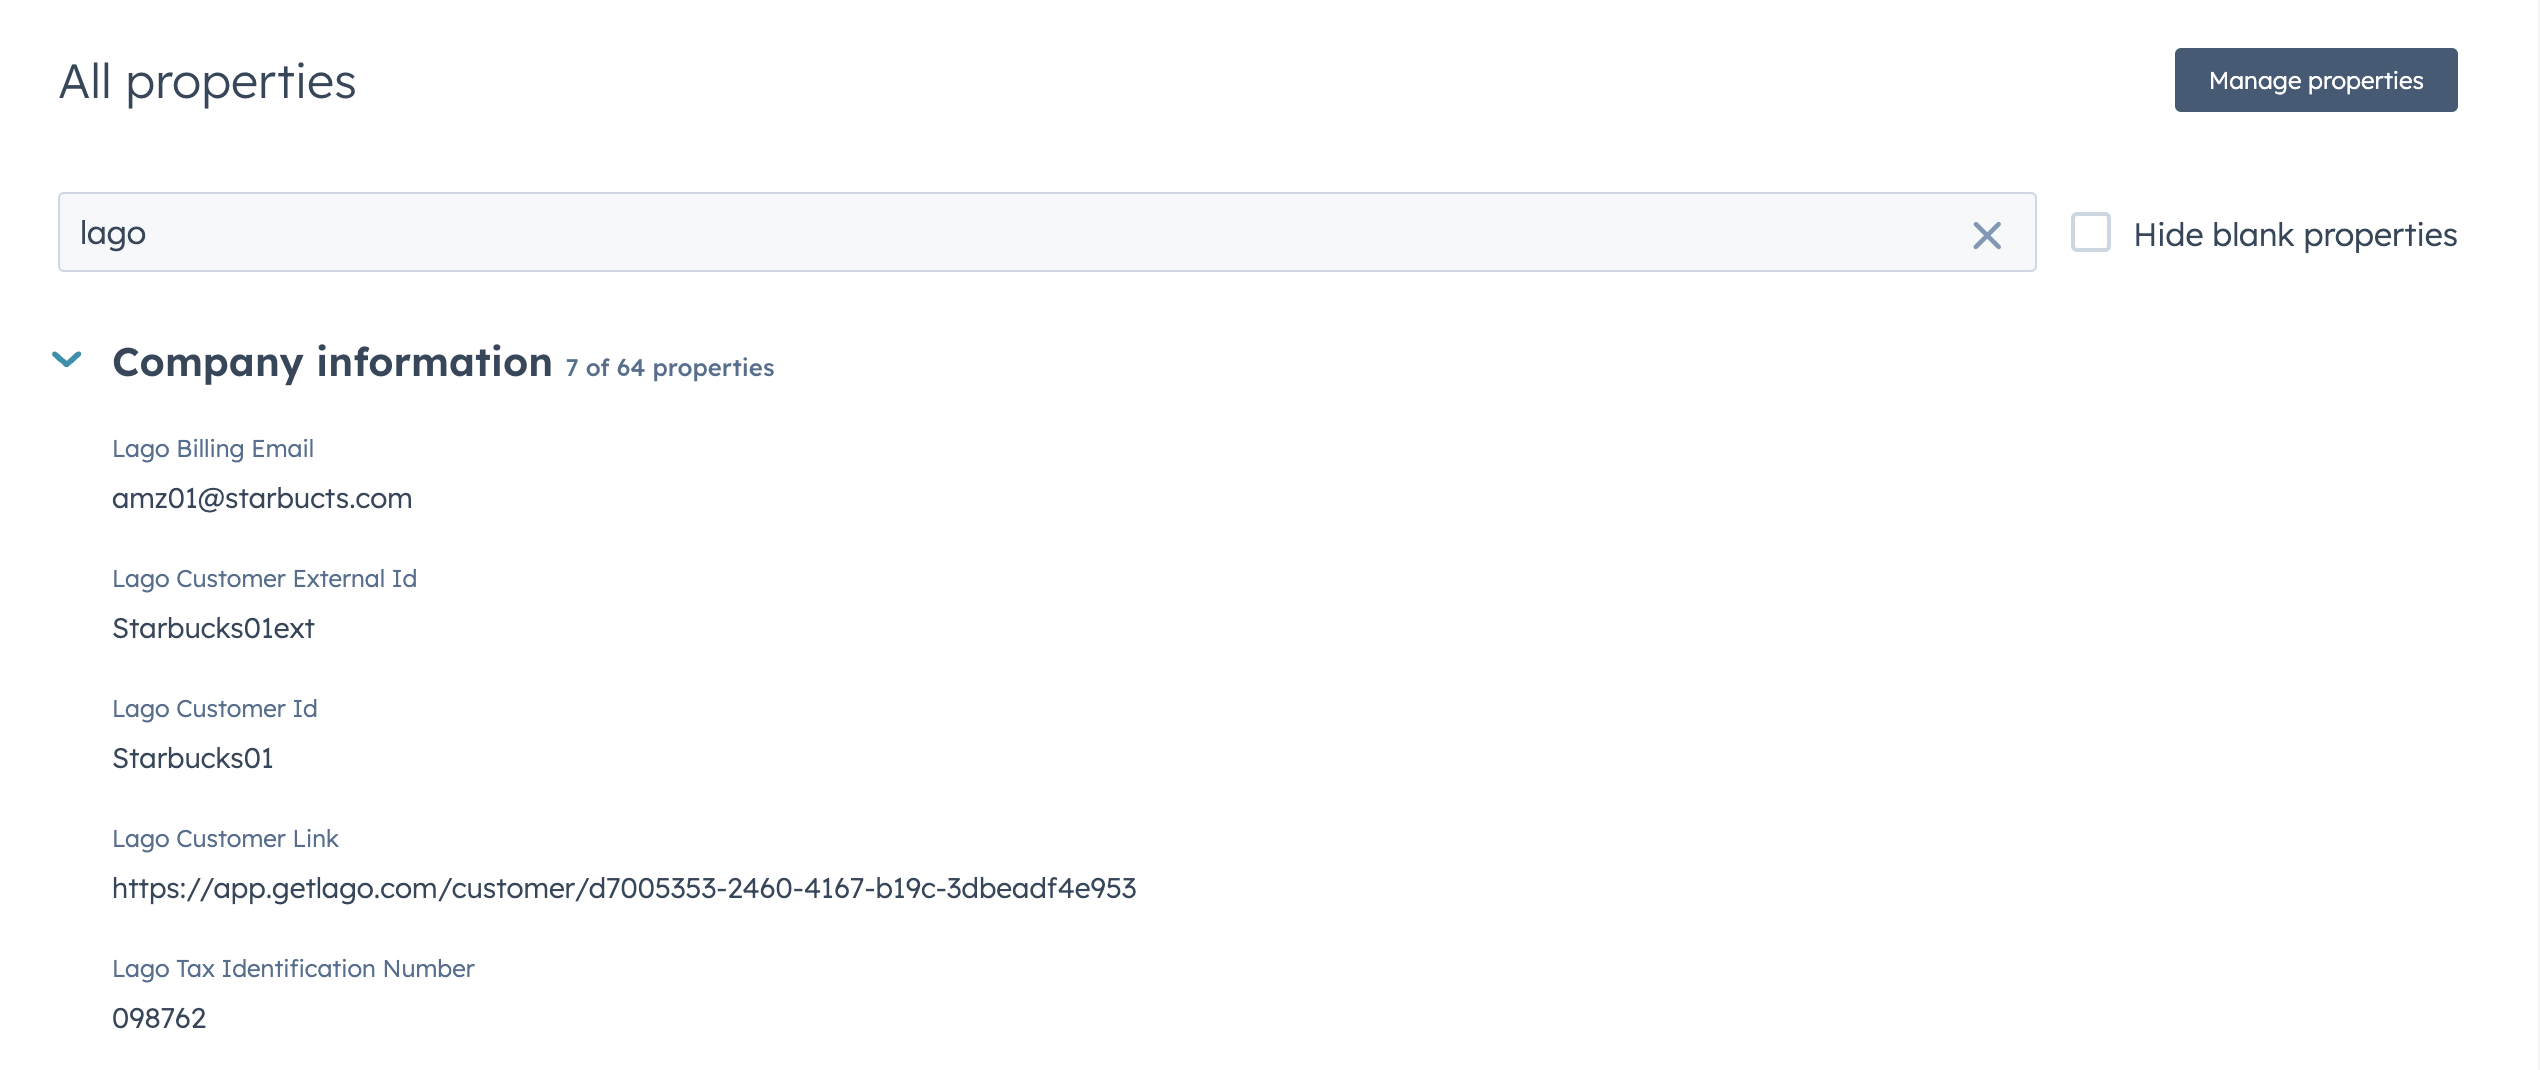 All properties
Manage properties
lago
Hide blank properties
Company information 7 of 64 properties
Lago Billing Email
amz01@starbucts.com
Lago Customer External Id
Starbucks01ext
Lago Customer Id
Starbucks01
Lago Customer Link
https://app.getlago.com/customer/d7005353-2460-4167-b19c-3dbeadf4e953
Lago Tax Identification Number
098762